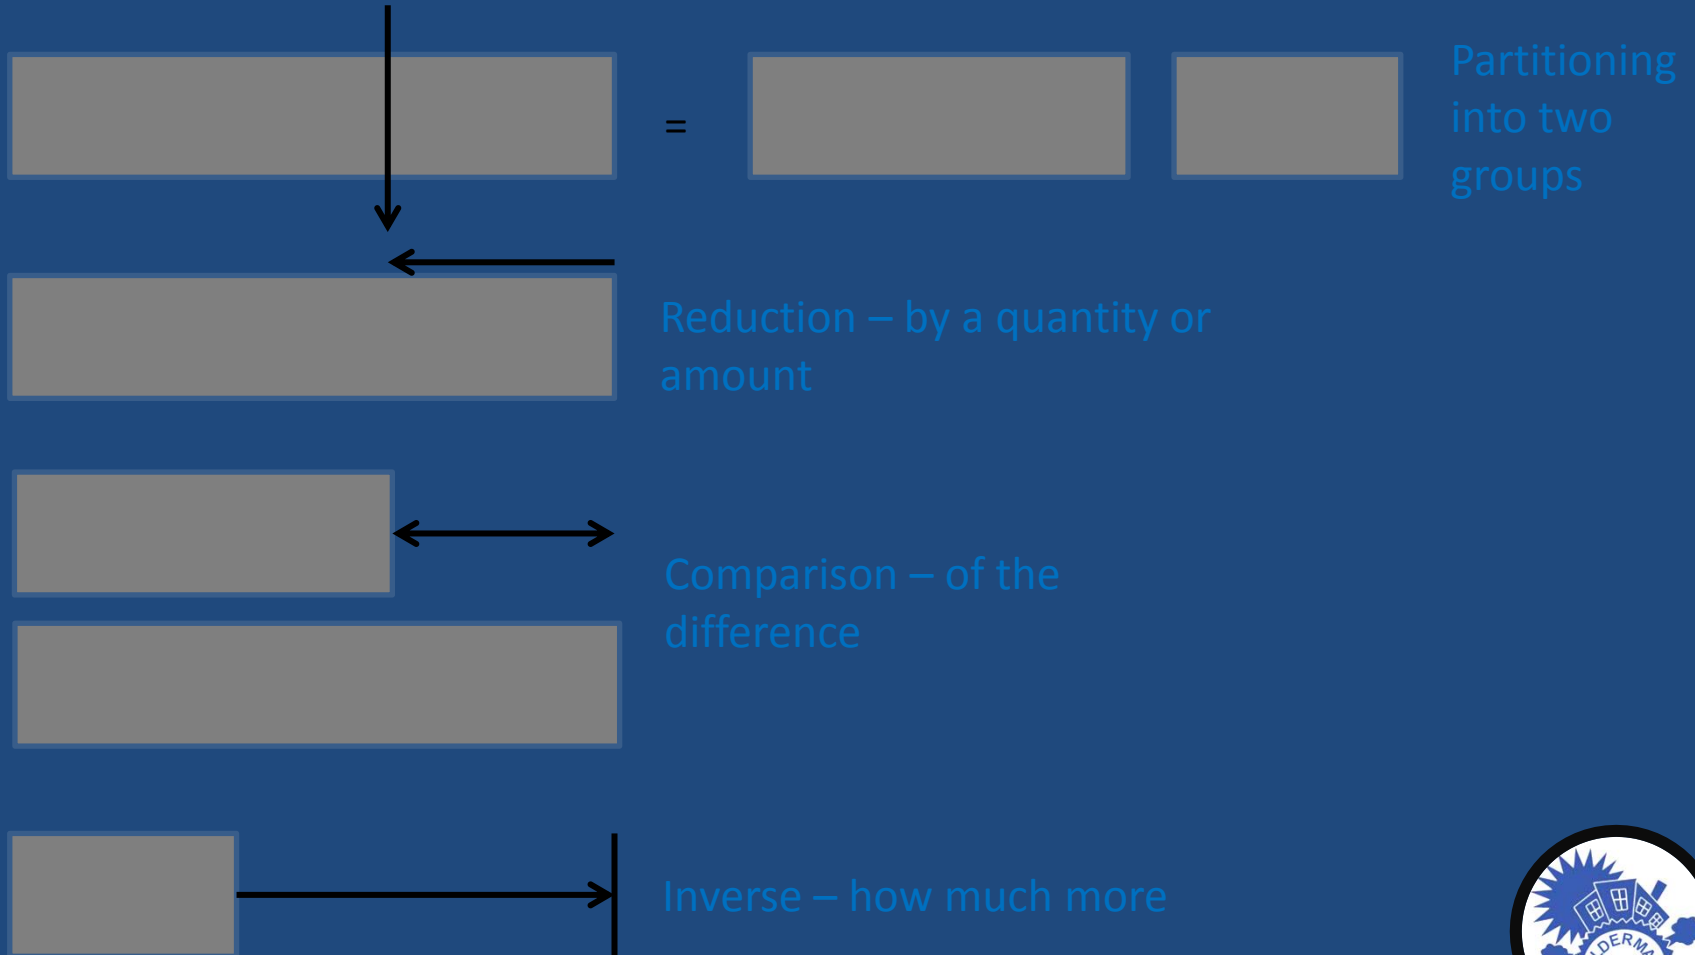 =
Partitioning
into two
groups
Reduction – by a quantity or
amount
Comparison – of the
difference
Inverse – how much more